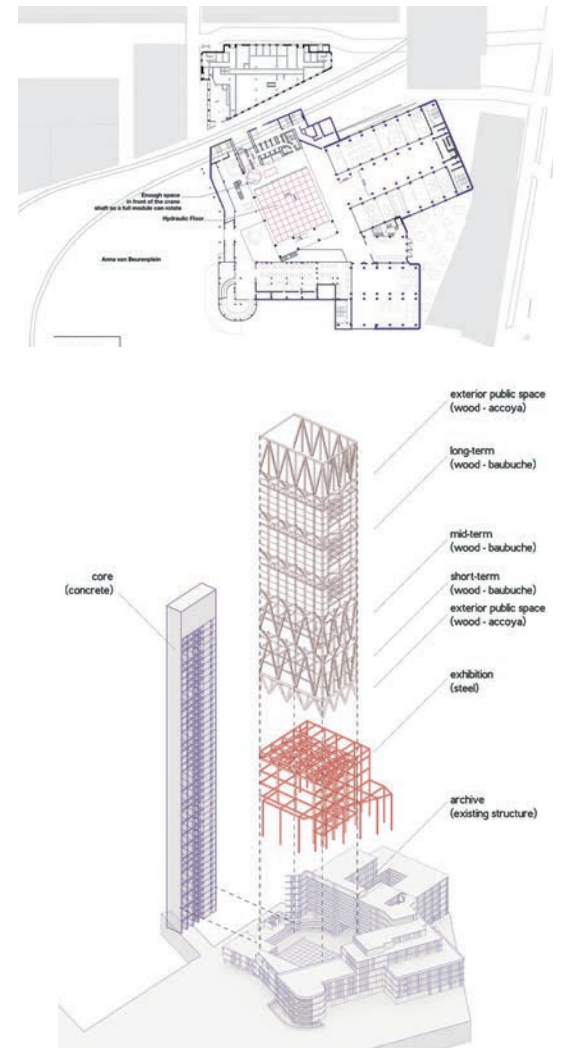 Enough space
in front of the crane
shaft so a full module can rotate
Hydraulic Floor
Anna van Beurenplein
exterior public space
(wood - accoya)
long-term
(wood - baubuche)
mid-term
(wood - baubuche)
short-term
(wood - baubuche)
core
(concrete)
exterior public space
(wood - accoya)
exhibition
(steel)
archive
(existing structure)